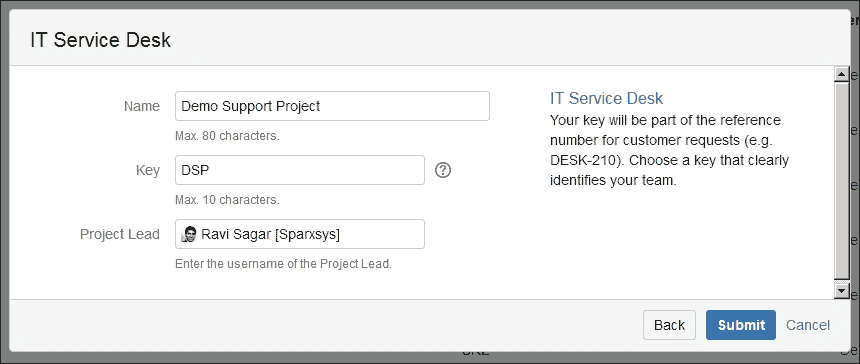 IT Service Desk
Name
Demo Support Project
Max. 80 characters.
Key
DSP
?
Max. 10 characters.
Project Lead
Ravi Sagar [Sparxsys]
Enter the username of the Project Lead.
IT Service Desk
Your key will be part of the reference
number for customer requests (e.g.
DESK-210). Choose a key that clearly
identifies your team.
Back
Submit
Cancel